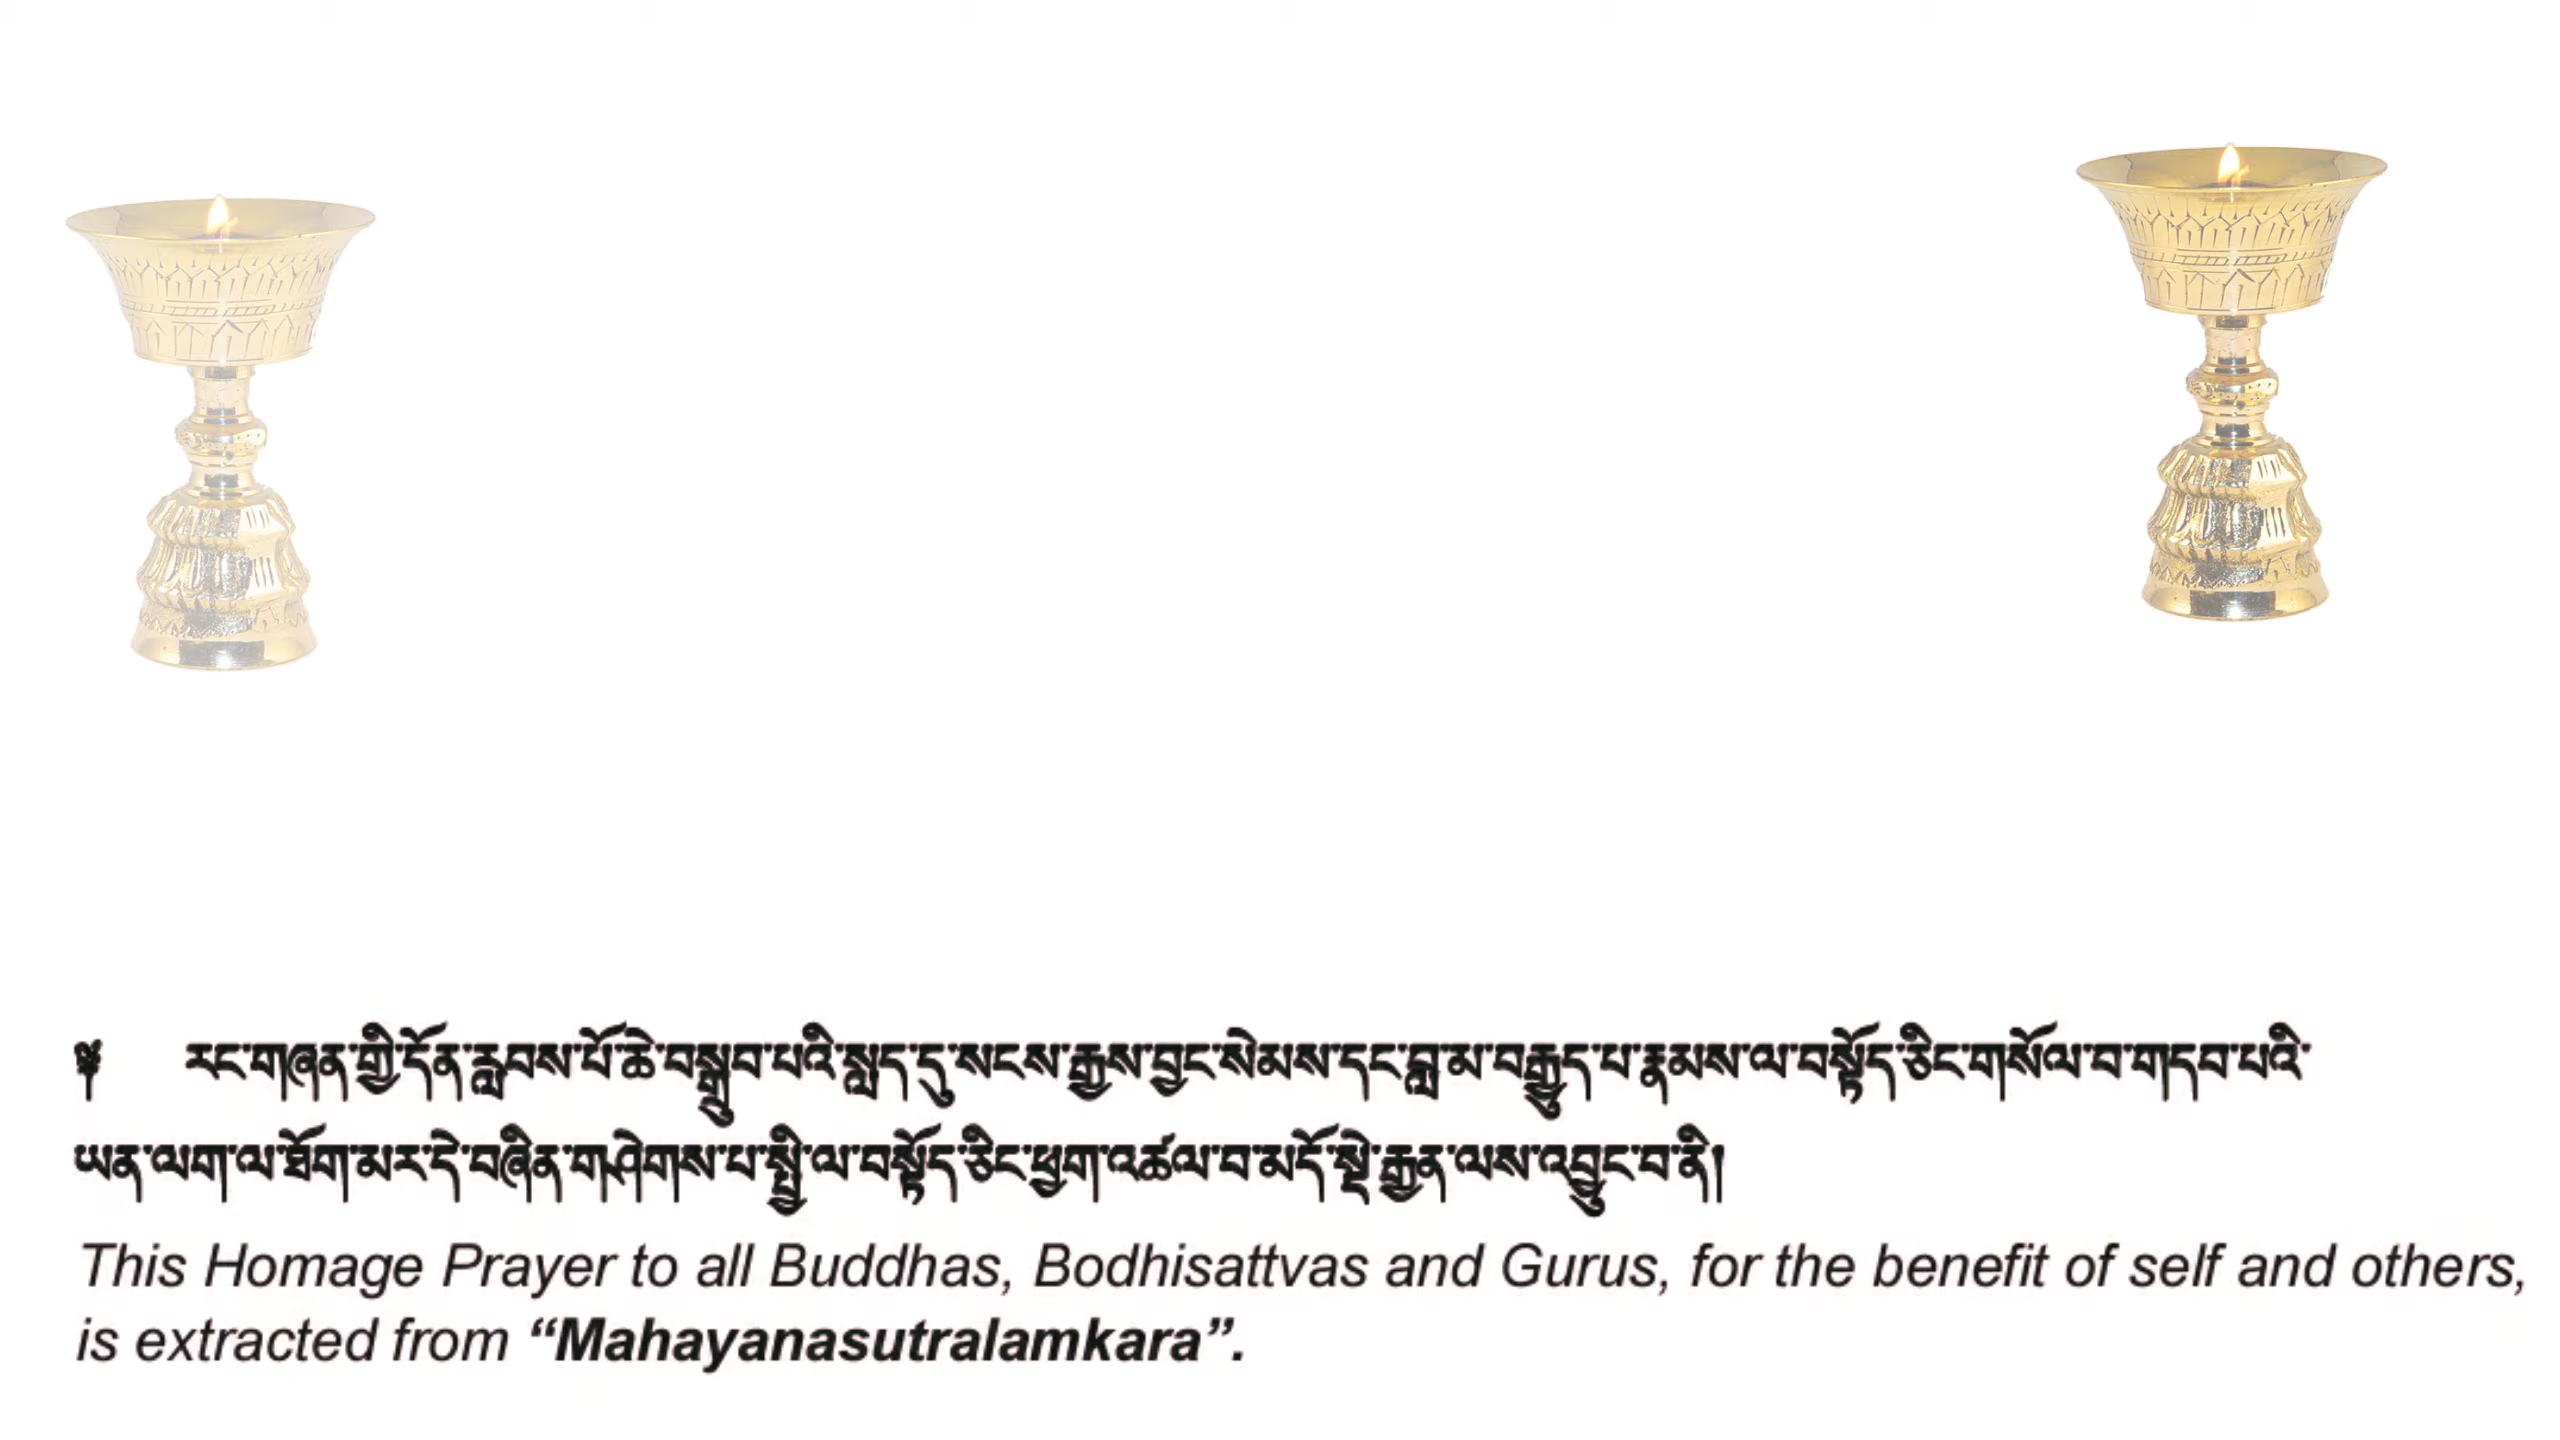 ༈ རང་གཞན་གྱི་དོན་རླབས་པོ་ཆེ་བསྒྲུབ་པའི་སླད་དུ་སངས་རྒྱས་བྱང་སེམས་དང་བླ་མ་བརྒྱུད་པ་རྣམས་ལ་བསྟོད་ཅིང་གསོལ་བ་གདབ་པའི་
ཡན་ལག་ལ་ཐོག་མར་དེ་བཞིན་གཤེགས་པ་སྤྱི་ལ་བསྟོད་ཅིང་ཕྱག་འཚལ་བ་མདོ་སྡེ་རྒྱན་ལས་འབྱུང་བ་ནི།
This Homage Prayer to all Buddhas, Bodhisattvas and Gurus, for the benefit of self and others,
is extracted from “Mahayanasutralamkara”.